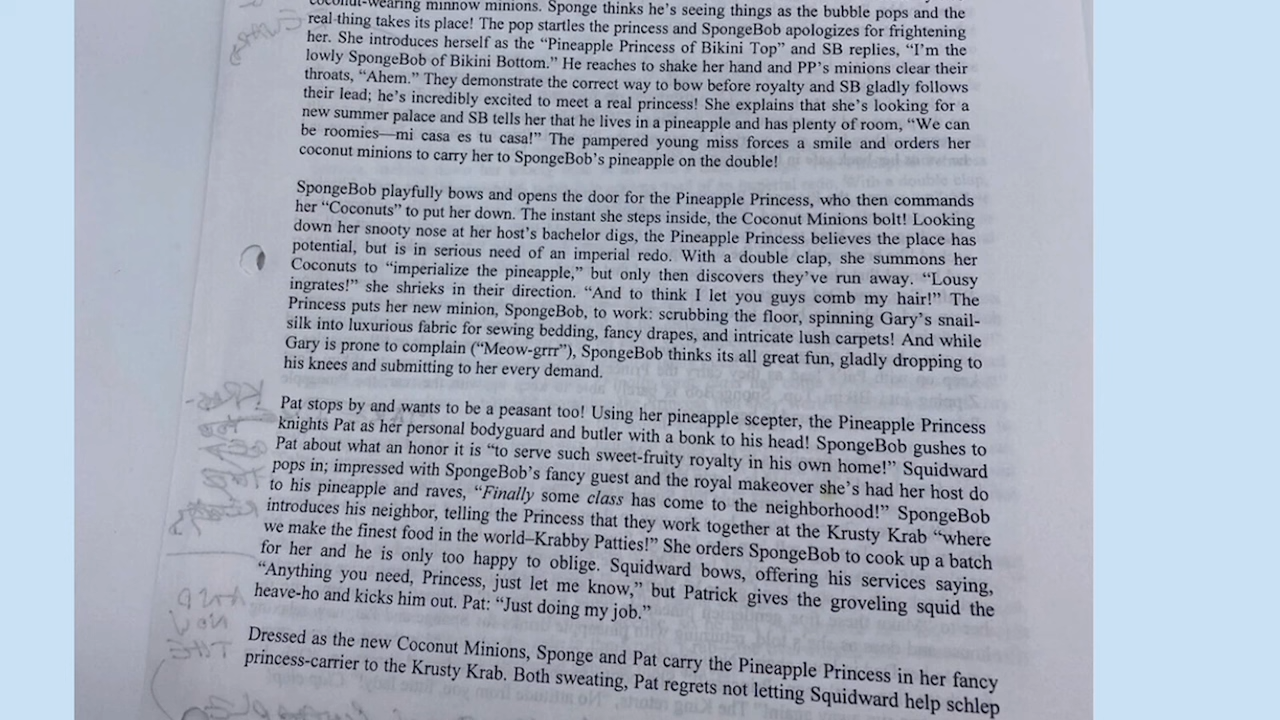 coconut-wearing minnow minions. Sponge thinks he's seeing things as the bubble pops and the
real thing takes its place! The pop startles the princess and SpongeBob apologizes for frightening
her. She introduces herself as the “Pineapple Princess of Bikini Top” and SB replies, “I'm the
lowly SpongeBob of Bikini Bottom.” He reaches to shake her hand and PP's minions clear their
throats, “Ahem.” They demonstrate the correct way to bow before royalty and SB gladly follows
their lead; he's incredibly excited to meet a real princess! She explains that she's looking for a
new summer palace and SB tells her that he lives in a pineapple and has plenty of room, “We can
be roomies—mi casa es tu casa!” The pampered young miss forces a smile and orders her
coconut minions to carry her to SpongeBob's pineapple on the double!
SpongeBob playfully bows and opens the door for the Pineapple Princess, who then commands
her “Coconuts” to put her down. The instant she steps inside, the Coconut Minions bolt! Looking
down her snooty nose at her host's bachelor digs, the Pineapple Princess believes the place has
potential, but is in serious need of an imperial redo. With a double clap, she summons her
Coconuts to “imperialize the pineapple,” but only then discovers they've run away. “Lousy
ingrates!” she shrieks in their direction. “And to think I let you guys comb my hair!” The
Princess puts her new minion, SpongeBob, to work: scrubbing the floor, spinning Gary's snail-
silk into luxurious fabric for sewing bedding, fancy drapes, and intricate lush carpets! And while
Gary is prone to complain (“Meow-grrr”), SpongeBob thinks its all great fun, gladly dropping to
his knees and submitting to her every demand.
Pat stops by and wants to be a peasant too! Using her pineapple scepter, the Pineapple Princess
knights Pat as her personal bodyguard and butler with a bonk to his head! SpongeBob gushes to
Pat about what an honor it is “to serve such sweet-fruity royalty in his own home!” Squidward
pops in; impressed with SpongeBob's fancy guest and the royal makeover she's had her host do
to his pineapple and raves, “Finally some class has come to the neighborhood!” SpongeBob
introduces his neighbor, telling the Princess that they work together at the Krusty Krab “where
we make the finest food in the world–Krabby Patties!” She orders SpongeBob to cook up a batch
for her and he is only too happy to oblige. Squidward bows, offering his services saying,
“Anything you need, Princess, just let me know,” but Patrick gives the groveling squid the
heave-ho and kicks him out. Pat: “Just doing my job.”
Dressed as the new Coconut Minions, Sponge and Pat carry the Pineapple Princess in her fancy
princess-carrier to the Krusty Krab. Both sweating, Pat regrets not letting Squidward help schlep